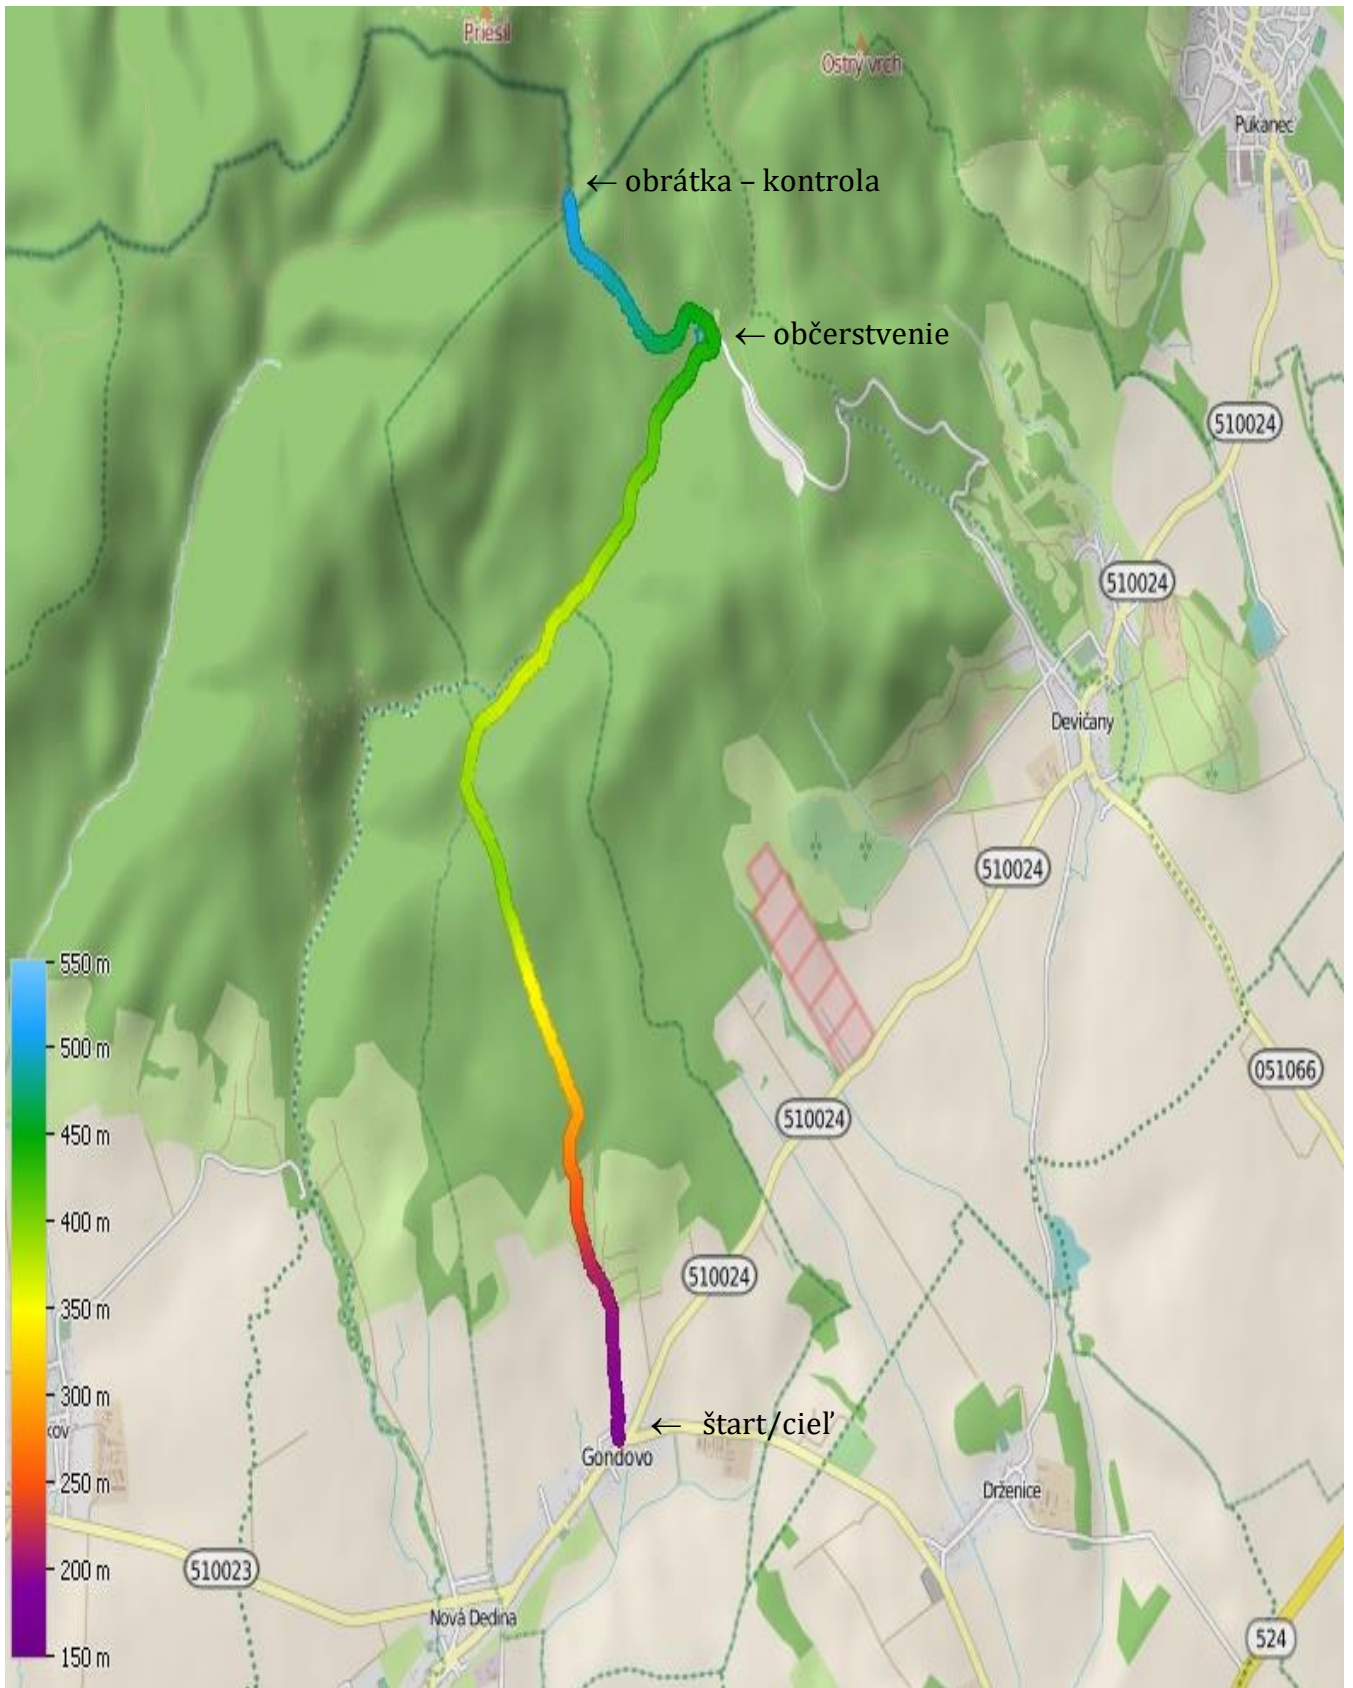 Priesil
Ostrý vrch
Pukanec
← obrátka – kontrola
← občerstvenie
510024
510024
Devičany
510024
550 m
500 m
051066
450 m
510024
400 m
510024
350 m
300 m
← štart/cieľ
kov
Gondovo
250 m
Drženice
200 m
510023
Nová Dedina
524
150 m